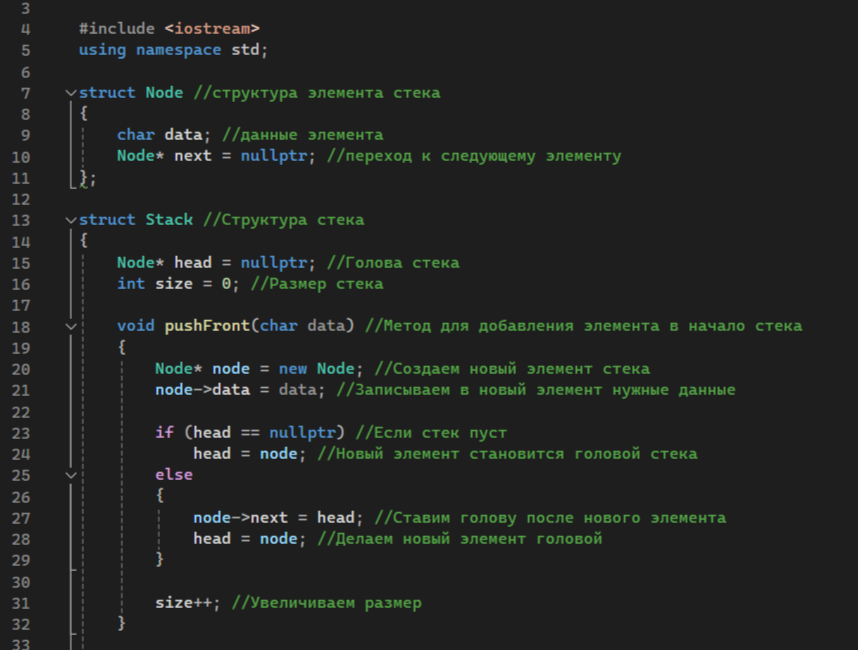 3
4 #include <iostream>
5 using namespace std;
6
7 struct Node //структура элемента стека
8 {
9 char data; //данные элемента
10 Node* next = nullptr; //переход к следующему элементу
11 };
12
13 struct Stack //Структура стека
14 {
15 Node* head = nullptr; //Голова стека
16 int size = 0; //Размер стека
17
18 void pushFront(char data) //Метод для добавления элемента в начало стека
19 {
20 Node* node = new Node; //Создаем новый элемент стека
21 node->data = data; //Записываем в новый элемент нужные данные
22
23 if (head == nullptr) //Если стек пуст
24 head = node; //Новый элемент становится головой стека
25 else
26 {
27 node->next = head; //Ставим голову после нового элемента
28 head = node; //Делаем новый элемент головой
29 }
30
31 size++; //Увеличиваем размер
32 }
33